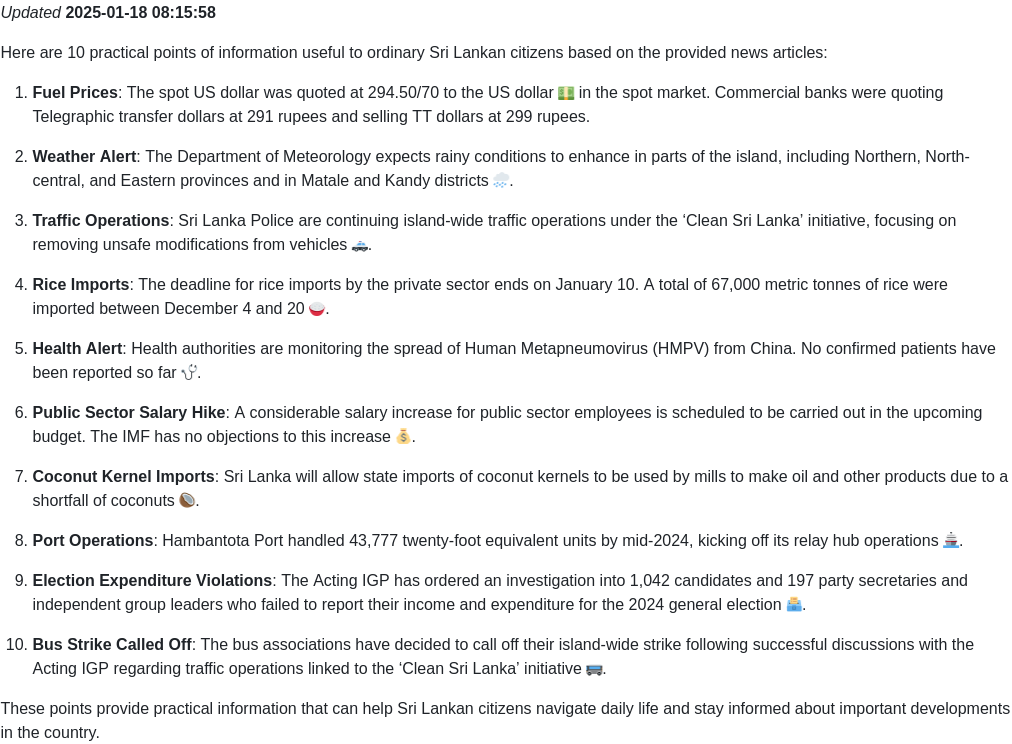 Updated 2025-01-18 08:15:58
Here are 10 practical points of information useful to ordinary Sri Lankan citizens based on the provided news articles:
1. Fuel Prices: The spot US dollar was quoted at 294.50/70 to the US dollar 💵 in the spot market. Commercial banks were quoting
Telegraphic transfer dollars at 291 rupees and selling TT dollars at 299 rupees.
2. Weather Alert: The Department of Meteorology expects rainy conditions to enhance in parts of the island, including Northern, North-
central, and Eastern provinces and in Matale and Kandy districts 🌨️.
3. Traffic Operations: Sri Lanka Police are continuing island-wide traffic operations under the ‘Clean Sri Lanka’ initiative, focusing on
removing unsafe modifications from vehicles 🚓.
4. Rice Imports: The deadline for rice imports by the private sector ends on January 10. A total of 67,000 metric tonnes of rice were
imported between December 4 and 20 🍚.
5. Health Alert: Health authorities are monitoring the spread of Human Metapneumovirus (HMPV) from China. No confirmed patients have
been reported so far 🩺.
6. Public Sector Salary Hike: A considerable salary increase for public sector employees is scheduled to be carried out in the upcoming
budget. The IMF has no objections to this increase 💰.
7. Coconut Kernel Imports: Sri Lanka will allow state imports of coconut kernels to be used by mills to make oil and other products due to a
shortfall of coconuts 🥥.
8. Port Operations: Hambantota Port handled 43,777 twenty-foot equivalent units by mid-2024, kicking off its relay hub operations 🚢.
9. Election Expenditure Violations: The Acting IGP has ordered an investigation into 1,042 candidates and 197 party secretaries and
independent group leaders who failed to report their income and expenditure for the 2024 general election 🗳️.
10. Bus Strike Called Off: The bus associations have decided to call off their island-wide strike following successful discussions with the
Acting IGP regarding traffic operations linked to the ‘Clean Sri Lanka’ initiative 🚌.
These points provide practical information that can help Sri Lankan citizens navigate daily life and stay informed about important developments
in the country.